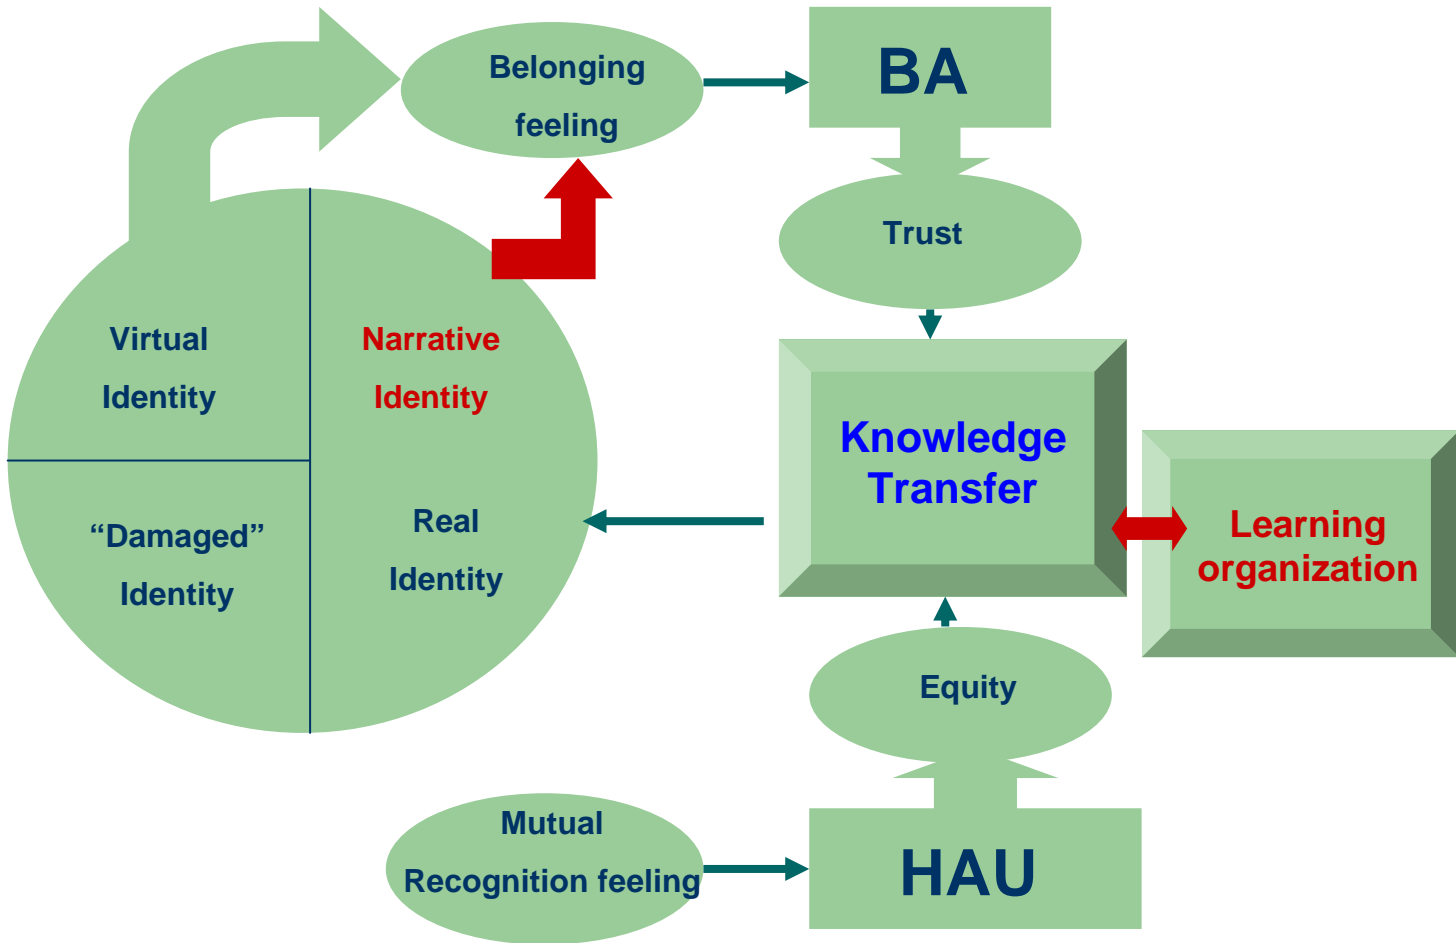 Belonging
feeling
BA
Trust
Virtual
Identity
Narrative
Identity
Knowledge
Transfer
“Damaged”
Identity
Real
Identity
Learning
organization
Equity
Mutual
Recognition feeling
HAU